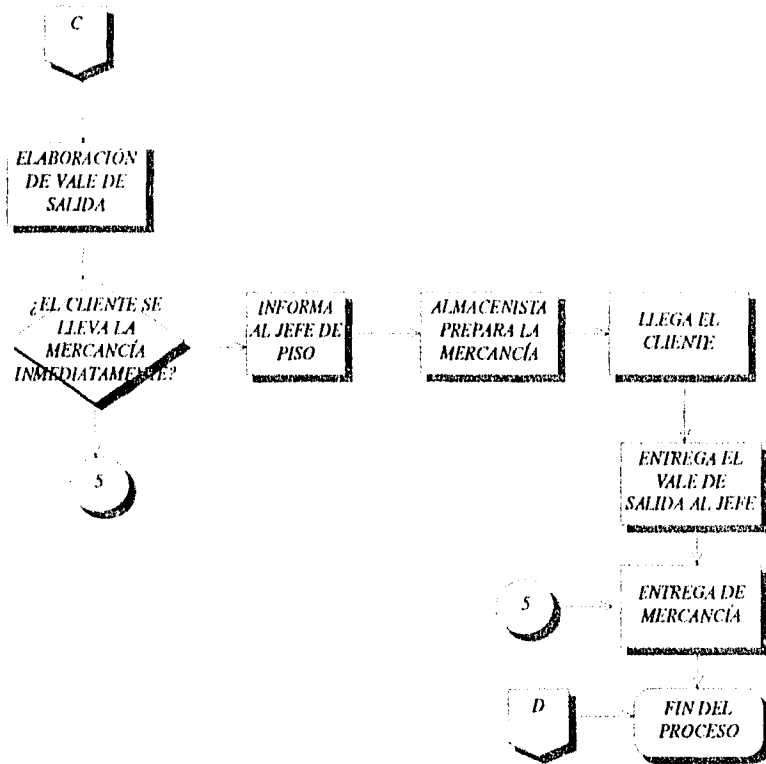 C
ELABORACIÓN
DE VALE DE
SALIDA
¿EL CLIENTE SE
LLEVA LA
MERCANCÍA
INMEDIATAMENTE?
INFORMA
AL JEFE DE
PISO
ALMACENISTA
PREPARA LA
MERCANCÍA
LLEGA EL
CLIENTE
5
ENTREGA EL
VALE DE
SALIDA AL JEFE
5
ENTREGA DE
MERCANCÍA
D
FIN DEL
PROCESO